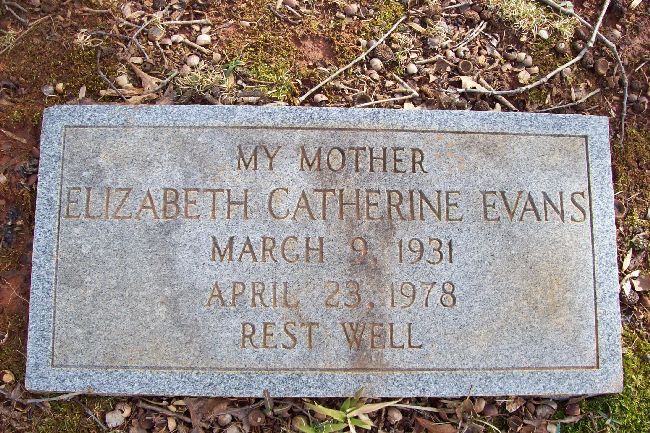 MY MOTHER
ELIZABETH CATHERINE EVANS
MARCH 9, 1931
APRIL 23, 1978
REST WELL